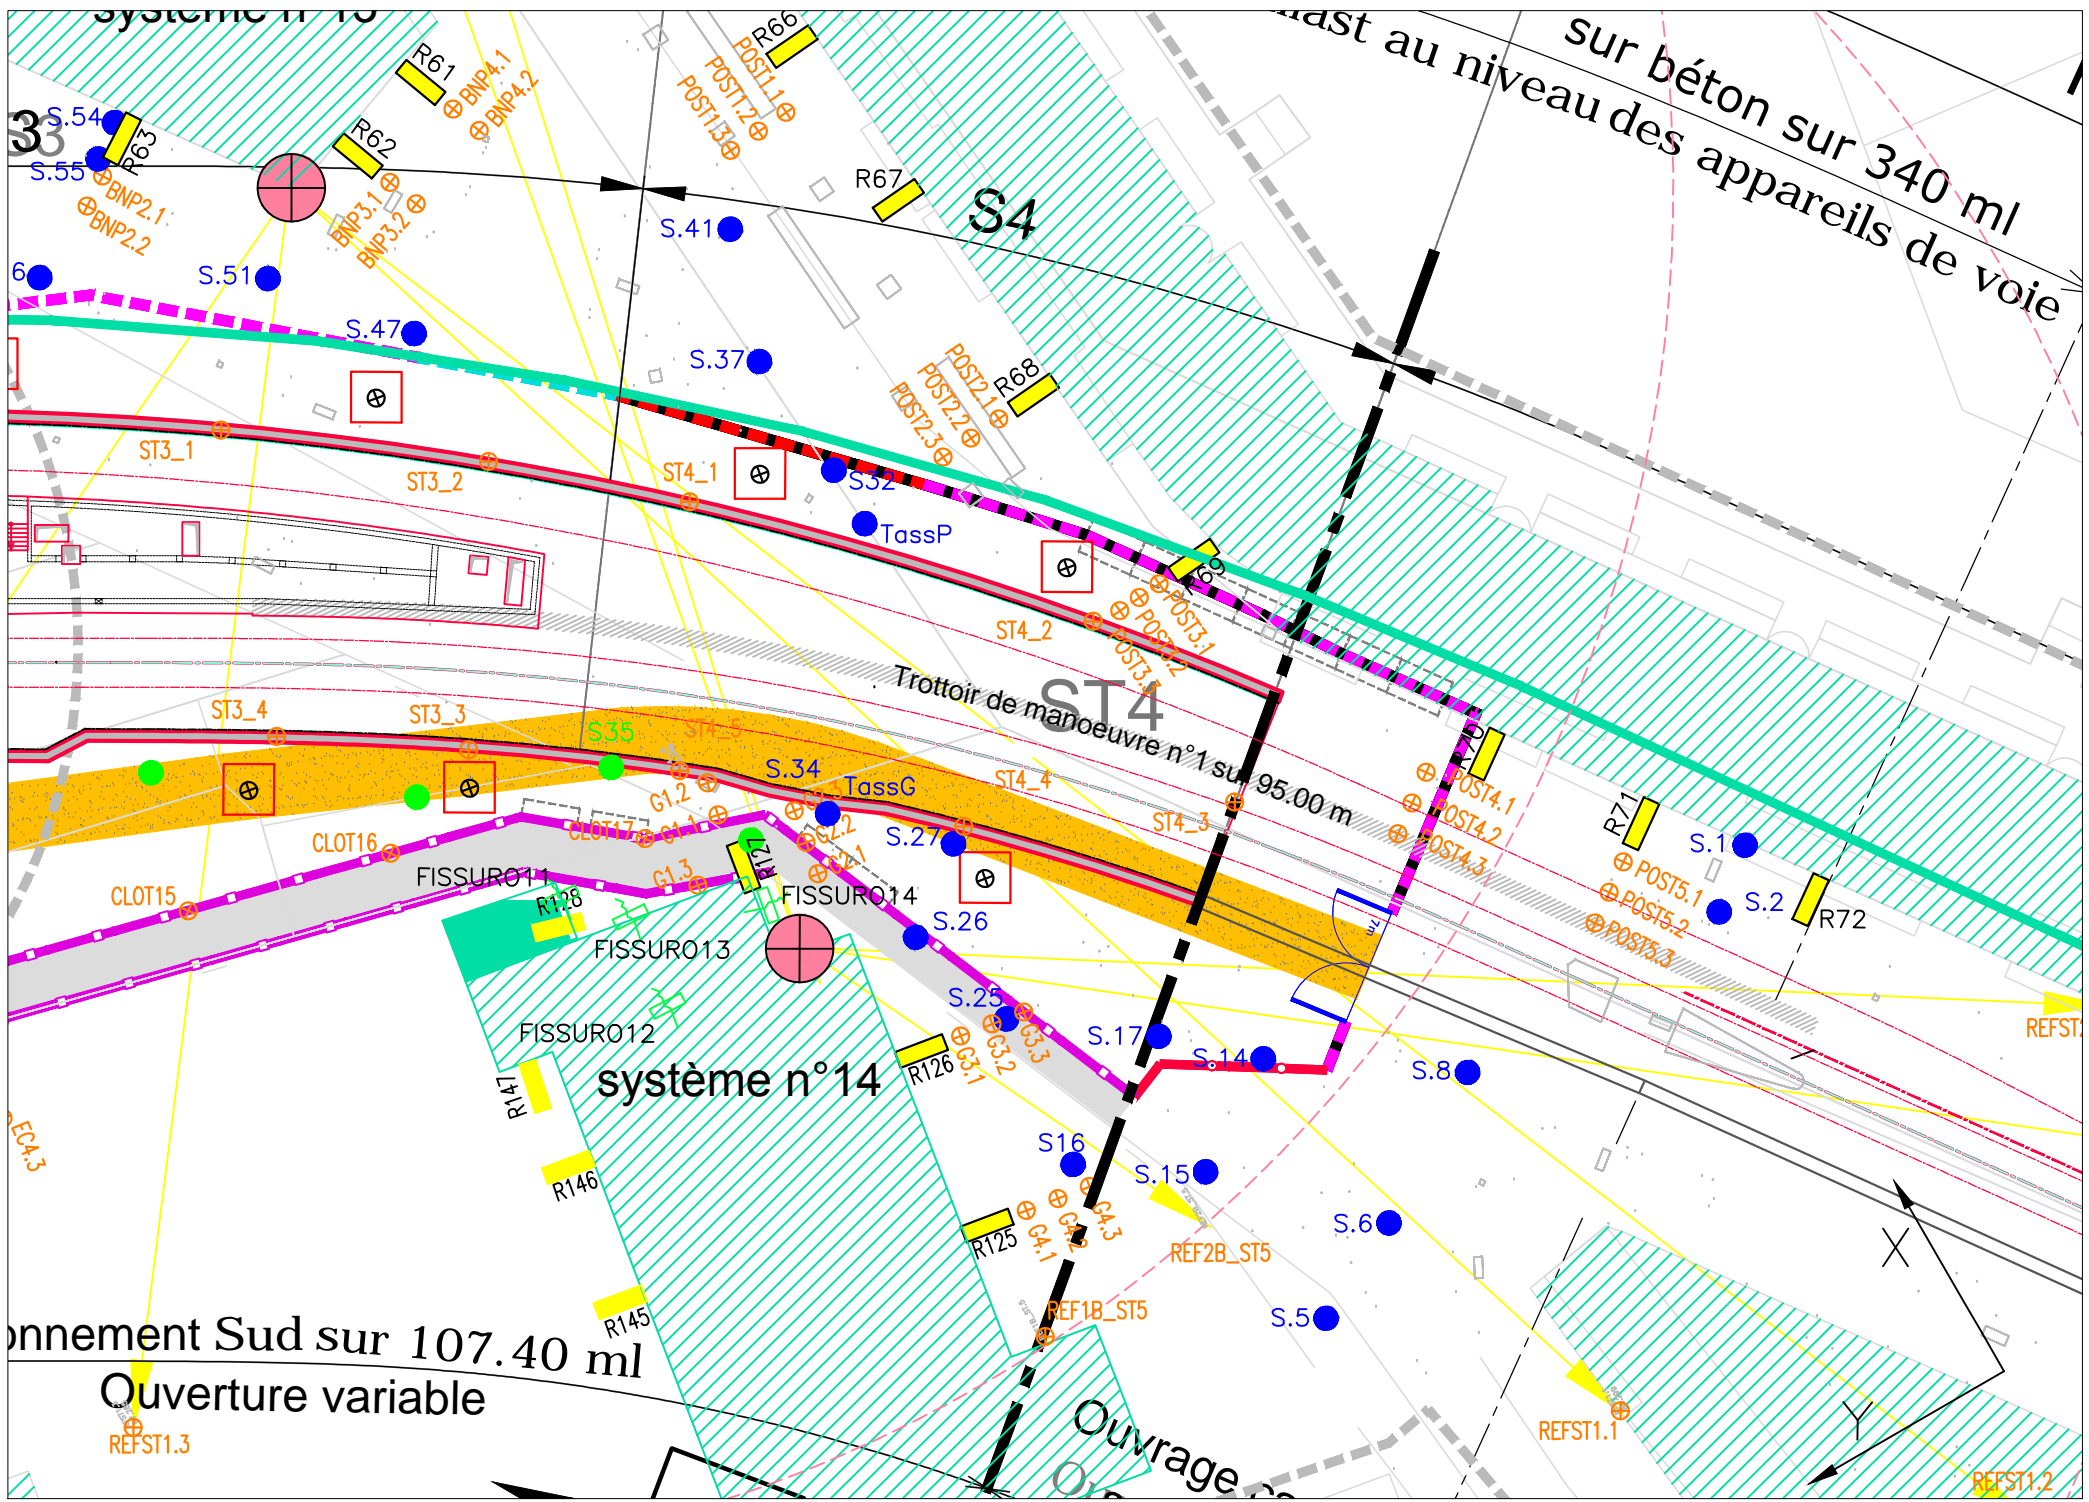 système n°13
R61
BNP4.1
BNP4.2
R66
POST1.1
POST1.2
POST1.3
sur béton sur 340 ml
mast au niveau des appareils de voie
S3
3
S.54
R63
S.55
BNP2.1
BNP2.2
R62
BNP3.1
BNP3.2
R67
S4
S.41
6
S.51
S.47
S.37
R68
POST2.1
POST2.2
POST2.3
ST3_1
ST3_2
ST4_1
S32
TassP
R69
POST3.1
POST3.2
POST3.3
ST4_2
Trottoir de manoeuvre n°1 sur 95.00 m
ST4
ST3_4
ST3_3
S35
ST4_5
S.34
TassG
ST4_4
ST4_3
R70
POST4.1
POST4.2
POST4.3
R71
S.1
POST5.1
POST5.2
POST5.3
S.2
R72
G1.2
G1.1
G1.3
CLOT17
CLOT16
CLOT15
G2.2
G2.1
S.27
R127
FISSURO11
FISSURO14
R128
FISSURO13
S.26
7m
S.25
G3.3
G3.2
G3.1
S.17
S.14
S.8
REFST2
FISSURO12
R126
R147
système n°14
EC4.3
R146
S16
S.15
G4.3
G4.2
G4.1
R125
S.6
REF2B_ST5
X
REF1B_ST5
R145
S.5
onnement Sud sur 107.40 ml
Ouverture variable
REFST1.3
REFST1.1
Y
REFST1.2
Ouvrage